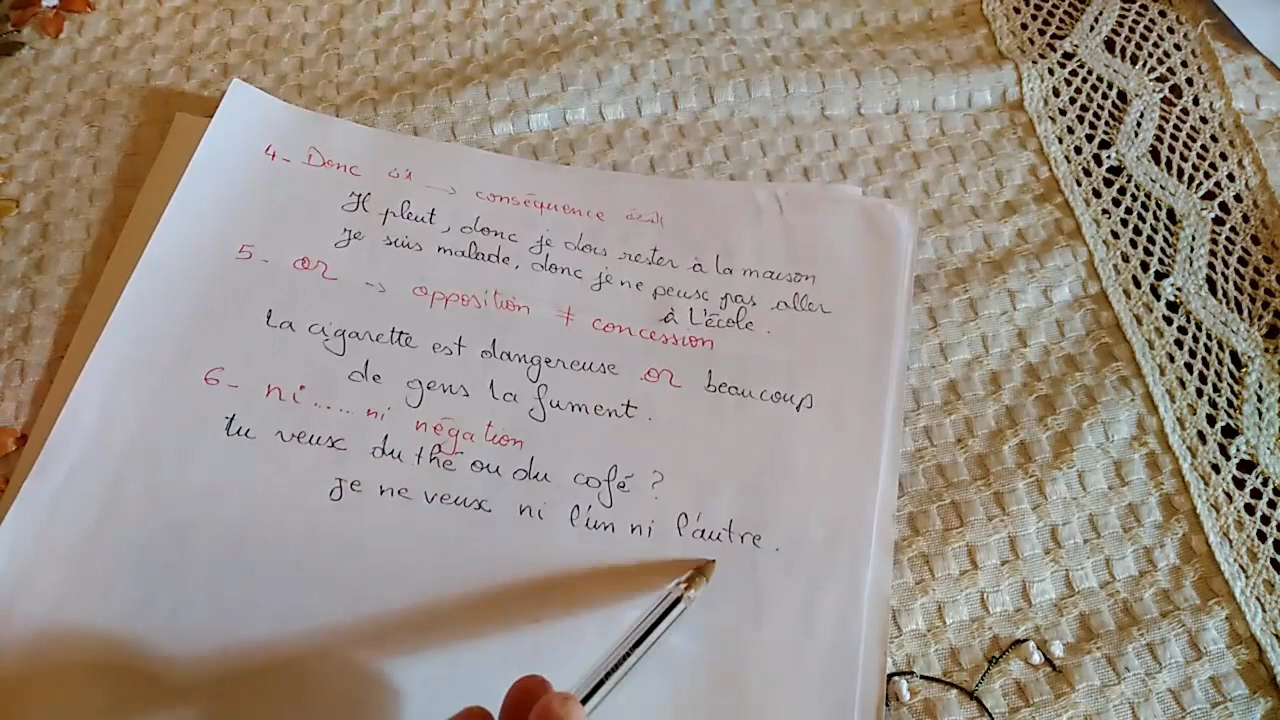 4- Donc إذن → conséquence نتيجة
Il pleut, donc je dois rester à la maison
Je suis malade, donc je ne peux pas aller
à L'école.
5- or → opposition ≠ concession
La cigarette est dangereuse or beaucoup
de gens la fument.
6- ni..... ni négation
tu veux du thé ou du café ?
Je ne veux ni l'un ni l'autre.